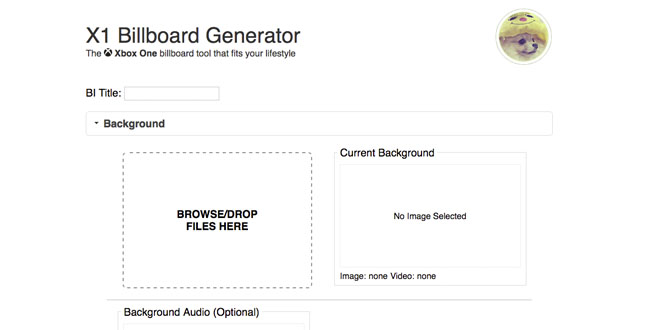 X1 Billboard Generator
The Xbox One billboard tool that fits your lifestyle
BI Title:
Background
BROWSE/DROP
FILES HERE
Current Background
No Image Selected
Image: none Video: none
Background Audio (Optional)